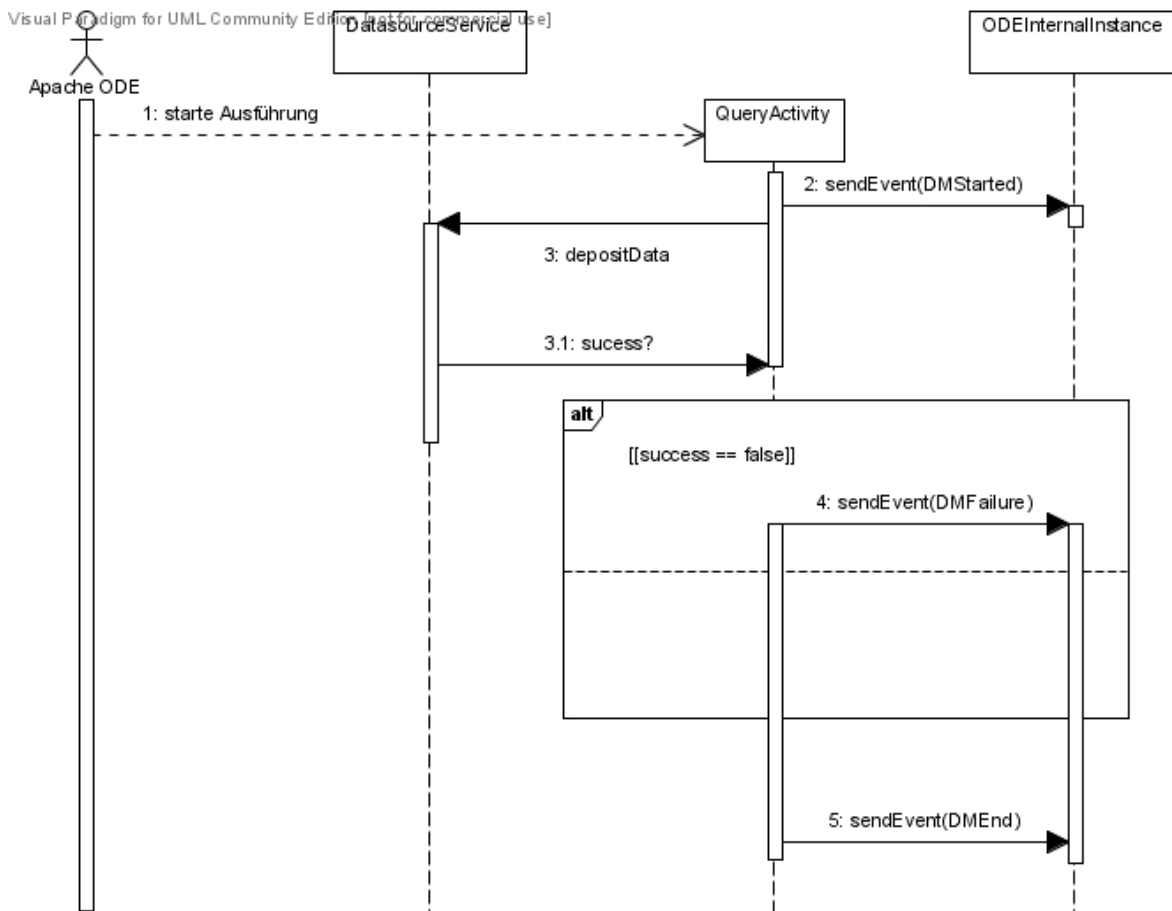 Visual Paradigm for UML Community Edition [not for commercial use]
DatasourceService
ODEInternalInstance
Apache ODE
1: starte Ausführung
QueryActivity
2: sendEvent(DMStarted)
3: depositData
3.1: sucess?
alt
[[success == false]]
4: sendEvent(DMFailure)
5: sendEvent(DMEnd)